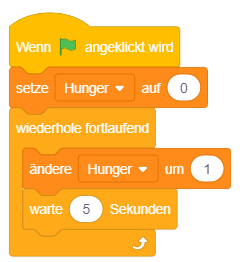 Wenn angeklickt wird
setze Hunger auf 0
wiederhole fortlaufend
ändere Hunger um 1
warte 5 Sekunden